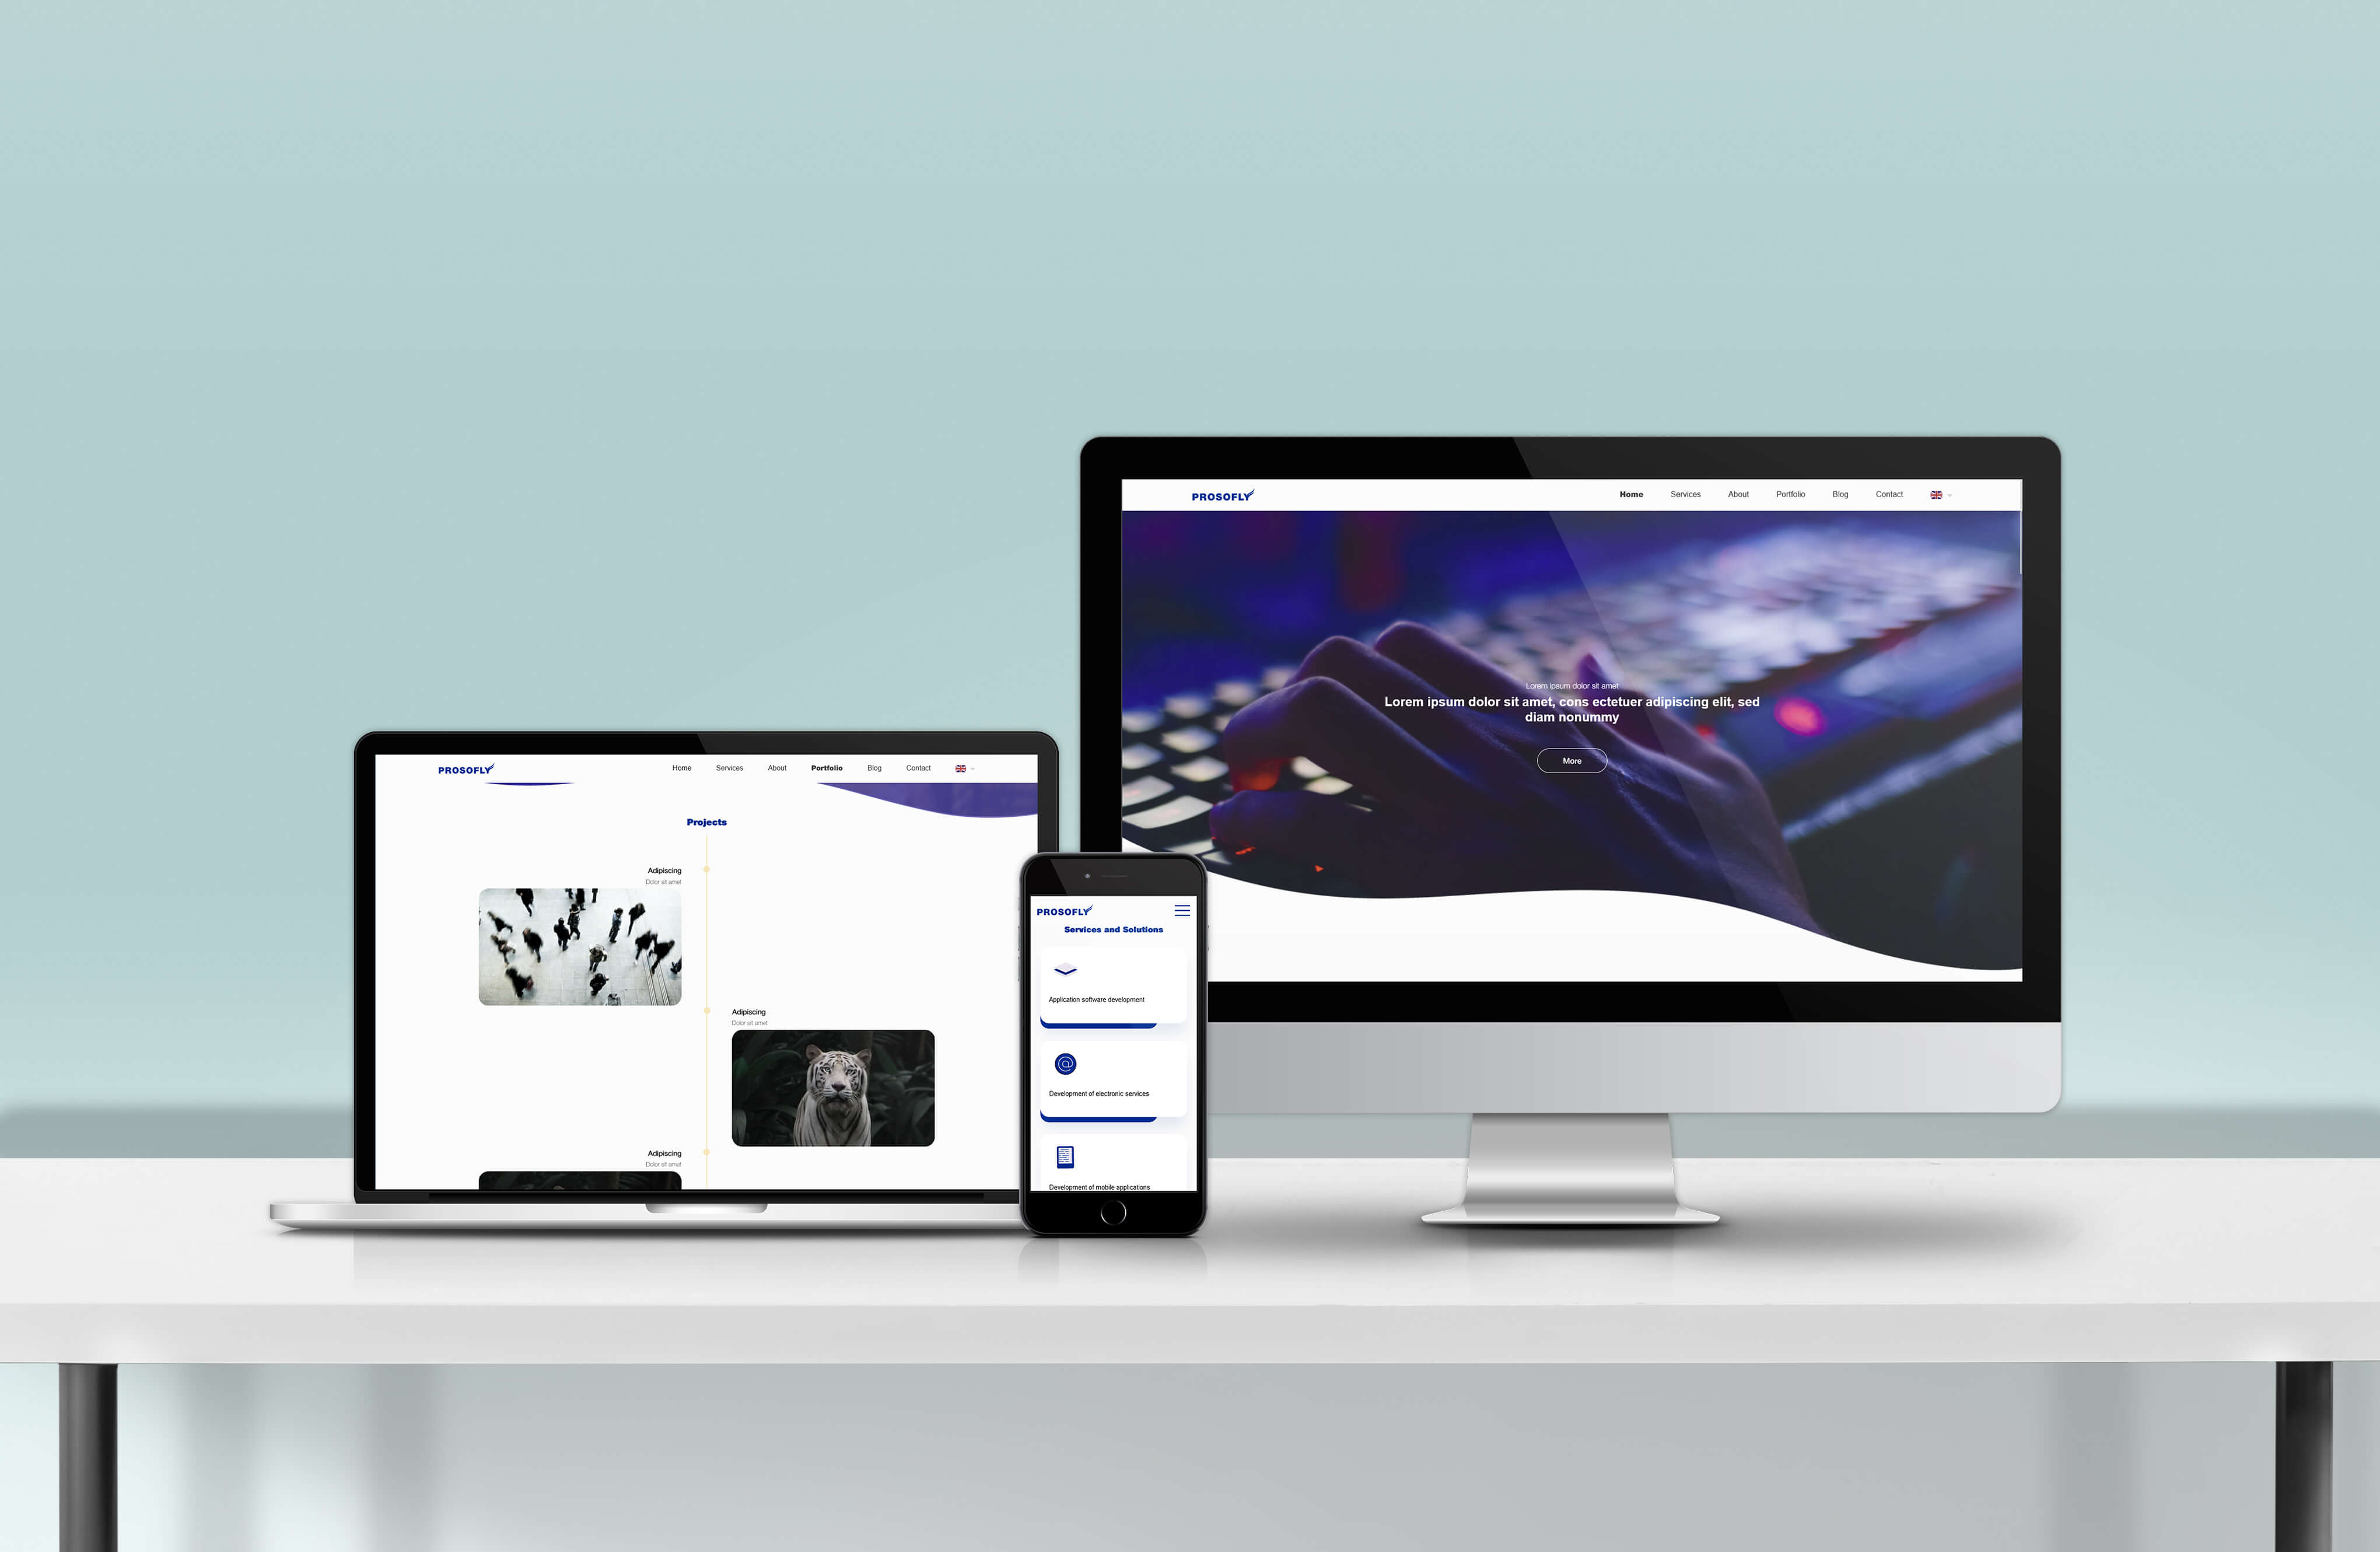 PROSOFLY
Home Services About Portfolio Blog Contact
Lorem ipsum dolor sit amet
Lorem ipsum dolor sit amet, cons ectetuer adipiscing elit, sed
diam nonummy
More
PROSOFLY
Home Services About Portfolio Blog Contact
Projects
Adipiscing
Dolor sit amet
Adipiscing
Dolor sit amet
Adipiscing
Dolor sit amet
PROSOFLY
Services and Solutions
Application software development
@
Development of electronic services
Development of mobile applications